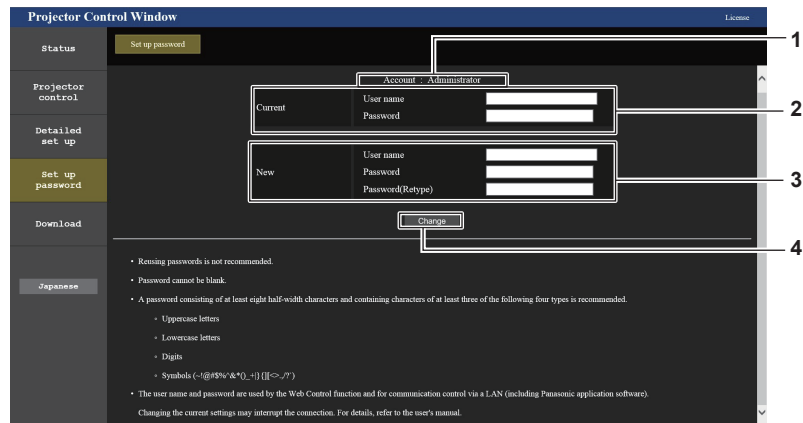 Projector Control Window
License
1
Status
Set up password
Projector
control
Account : Administrator
Current
User name
Password
2
Detailed
set up
New
User name
Password
Password(Retype)
3
Set up
password
Change
4
Download
• Reusing passwords is not recommended.
• Password cannot be blank.
Japanese
• A password consisting of at least eight half-width characters and containing characters of at least three of the following four types is recommended.
• Uppercase letters
• Lowercase letters
• Digits
• Symbols (~!@#$%^&*()_+|}{][<>.,/?`)
• The user name and password are used by the Web Control function and for communication control via a LAN (including Panasonic application software).
Changing the current settings may interrupt the connection. For details, refer to the user's manual.